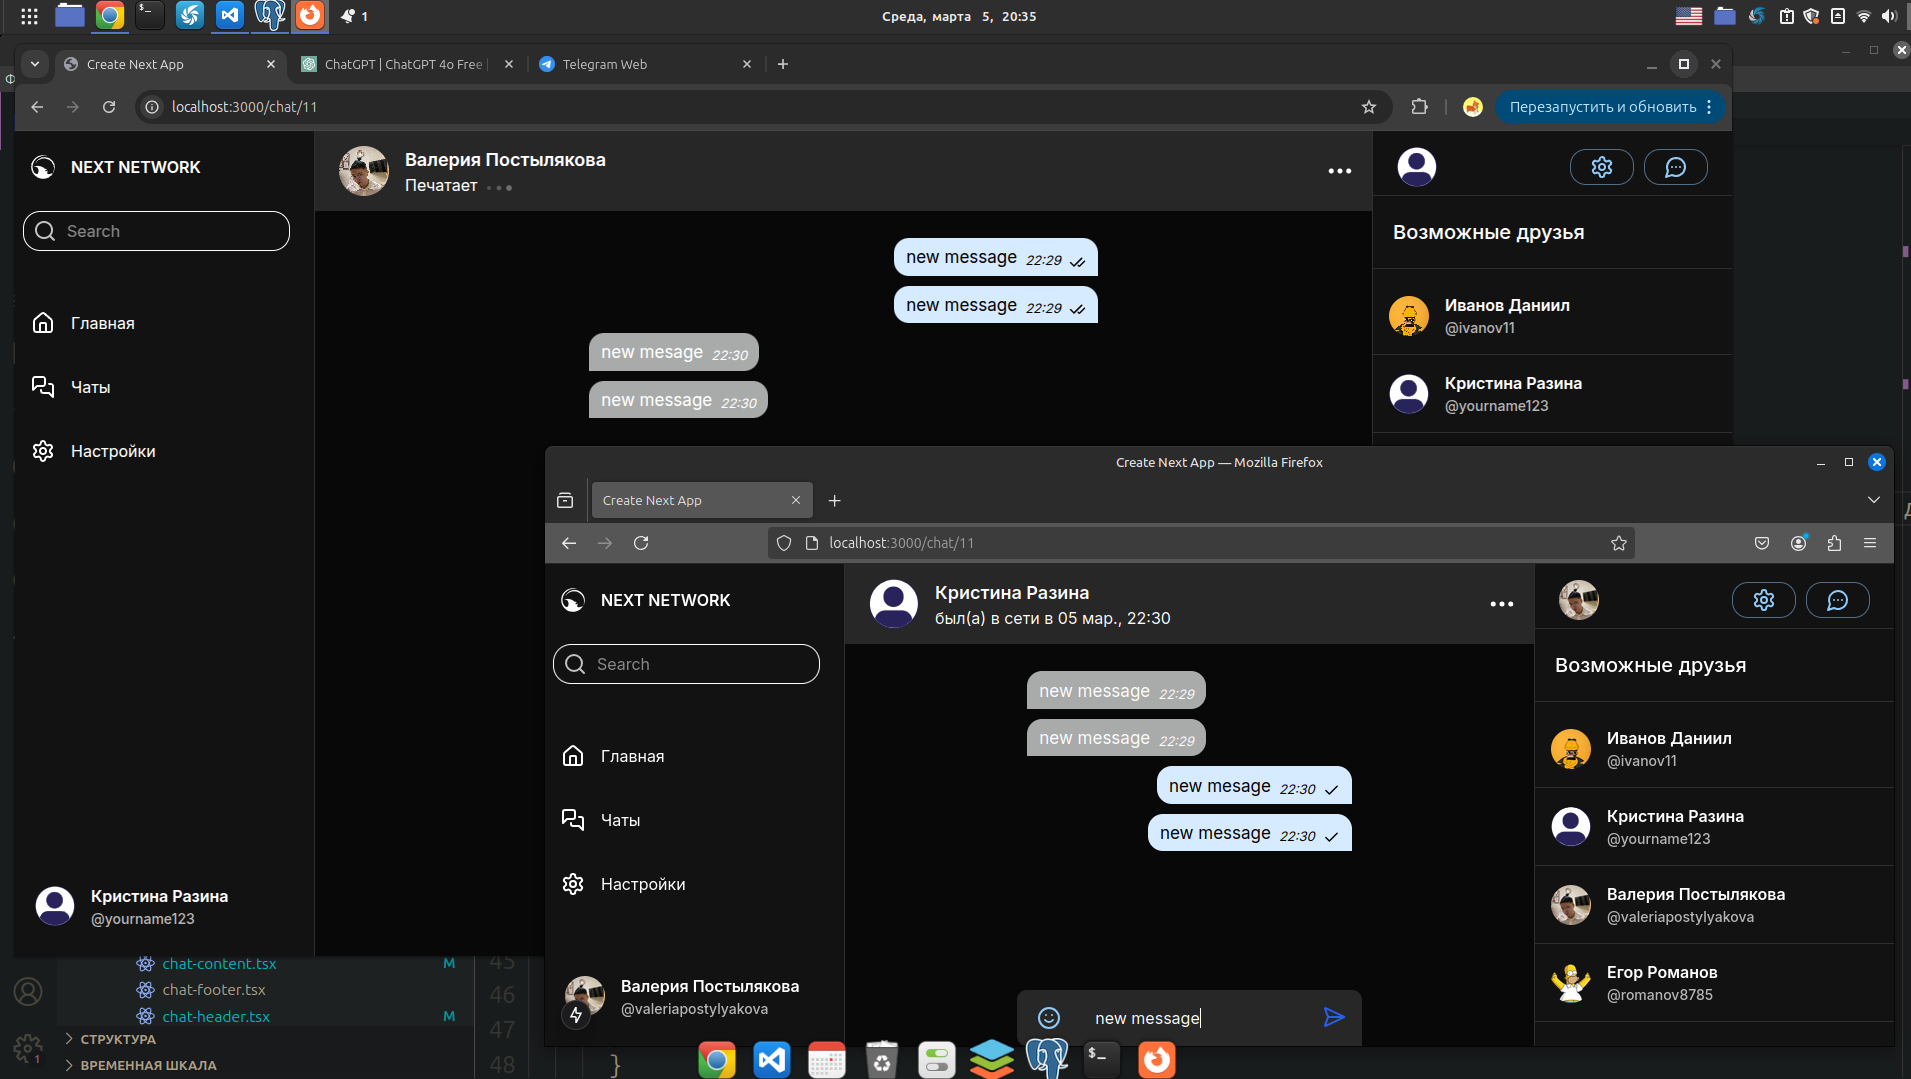 1
Среда, марта 5, 20:35
Create Next App
ChatGPT | ChatGPT 4o Free
Telegram Web
localhost:3000/chat/11
Перезапустить и обновить
NEXT NETWORK
Search
Главная
Чаты
Настройки
Кристина Разина
@yourname123
Валерия Постылякова
Печатает
new message 22:29
new message 22:29
new mesage 22:30
new message 22:30
Возможные друзья
Иванов Даниил
@ivanov11
Кристина Разина
@yourname123
Create Next App — Mozilla Firefox
Create Next App
localhost:3000/chat/11
NEXT NETWORK
Search
Главная
Чаты
Настройки
Валерия Постылякова
@valeriapostylyakova
Кристина Разина
был(а) в сети в 05 мар., 22:30
new message 22:29
new message 22:29
new mesage 22:30
new message 22:30
new message
Возможные друзья
Иванов Даниил
@ivanov11
Кристина Разина
@yourname123
Валерия Постылякова
@valeriapostylyakova
Егор Романов
@romanov8785
chat-content.tsx M
chat-footer.tsx
chat-header.tsx M
СТРУКТУРА
ВРЕМЕННАЯ ШКАЛА
1
45
46
47
48 }